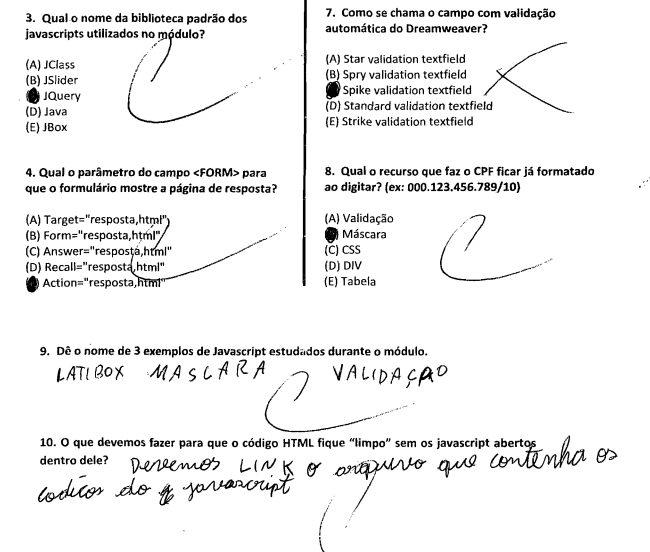 3. Qual o nome da biblioteca padrão dos
javascripts utilizados no módulo?
(A) JClass
(B) JSlider
JQuery
(D) Java
(E) JBox
4. Qual o parâmetro do campo <FORM> para
que o formulário mostre a página de resposta?
(A) Target="resposta,html")
(B) Form="resposta,html"
(C) Answer="resposta,html"
(D) Recall="resposta,html"
Action="resposta,html"
7. Como se chama o campo com validação
automática do Dreamweaver?
(A) Star validation textfield
(B) Spry validation textfield
Spike validation textfield
(D) Standard validation textfield
(E) Strike validation textfield
8. Qual o recurso que faz o CPF ficar já formatado
ao digitar? (ex: 000.123.456.789/10)
(A) Validação
Máscara
(C) CSS
(D) DIV
(E) Tabela
9. Dê o nome de 3 exemplos de Javascript estudados durante o módulo.
LATIBOX MASCARA VALIDAÇAO
10. O que devemos fazer para que o código HTML fique "limpo" sem os javascript abertos
dentro dele? Devemos LINK o arquivo que contenha os
codicos do javascript